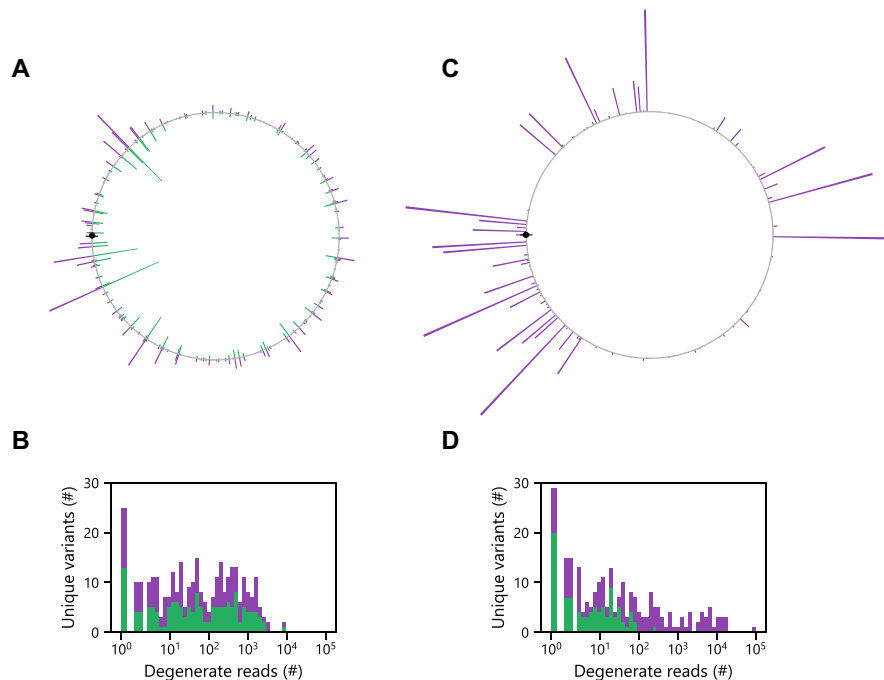 A
C
B
D
Unique variants (#)
30
20
10
0
10⁰ 10¹ 10² 10³ 10⁴ 10⁵
Degenerate reads (#)
Unique variants (#)
30
20
10
0
10⁰ 10¹ 10² 10³ 10⁴ 10⁵
Degenerate reads (#)